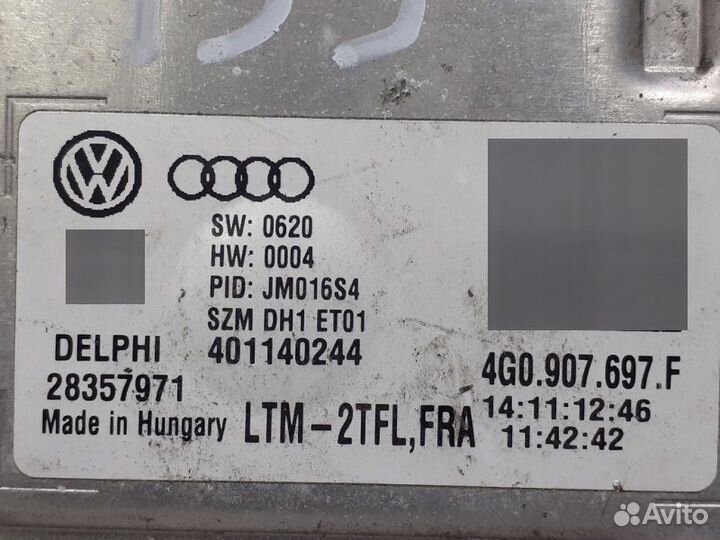 SW: 0620
HW: 0004
PID: JM016S4
SZM DH1 ET01
DELPHI 401140244
28357971
Made in Hungary LTM-2TFL,FRA
4G0.907.697.F
14:11:12:46
11:42:42
Avito